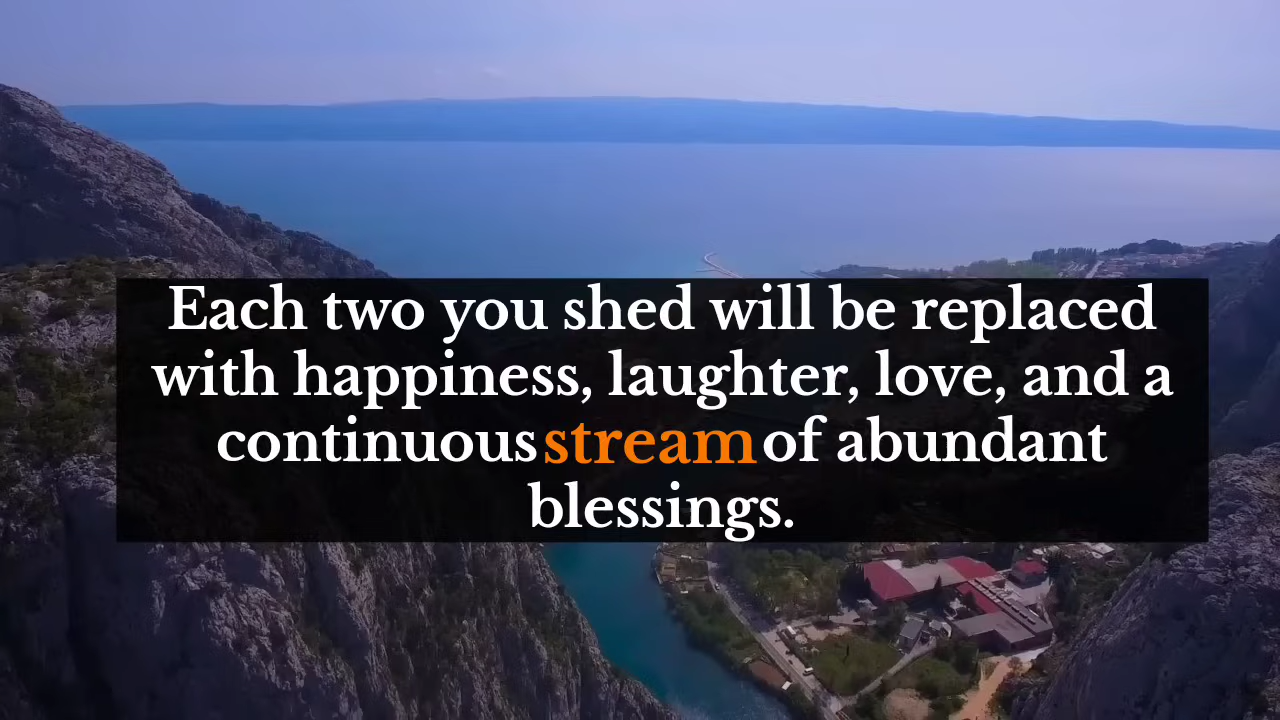 Each two you shed will be replaced
with happiness, laughter, love, and a
continuous stream of abundant
blessings.